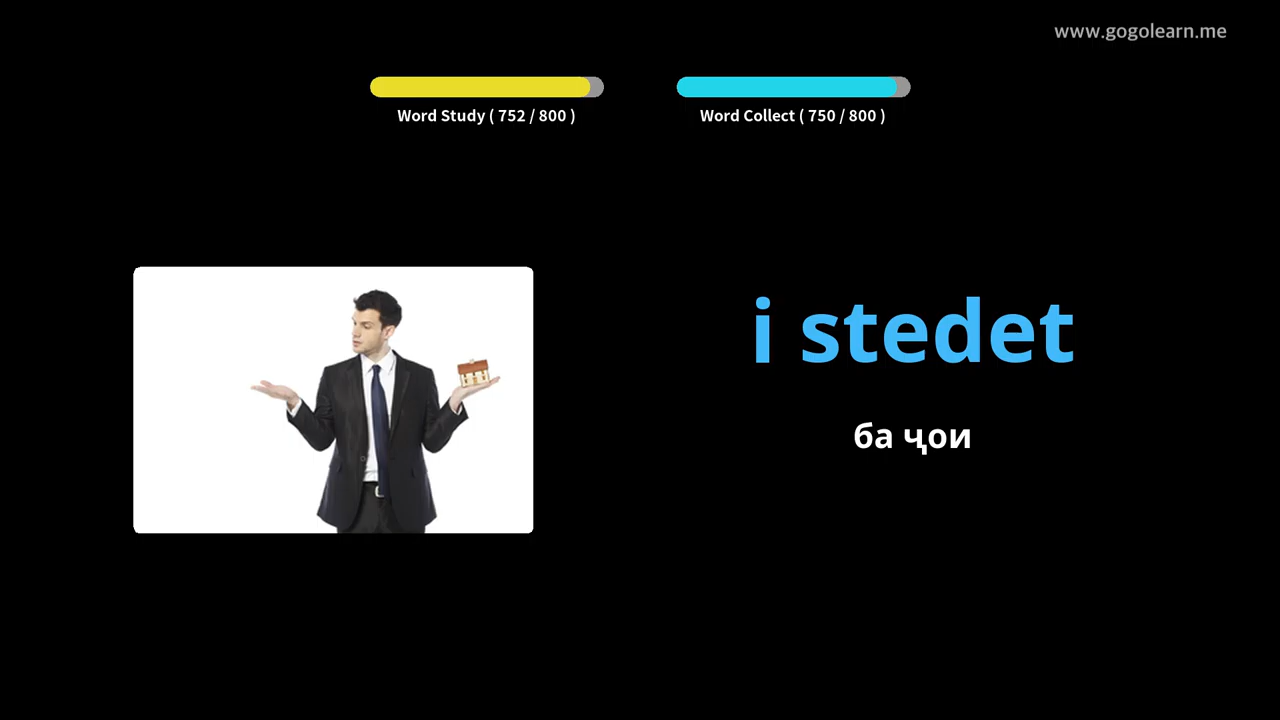 www.gogolearn.me
Word Study ( 752 / 800 )
Word Collect ( 750 / 800 )
i stedet
ба ҷои